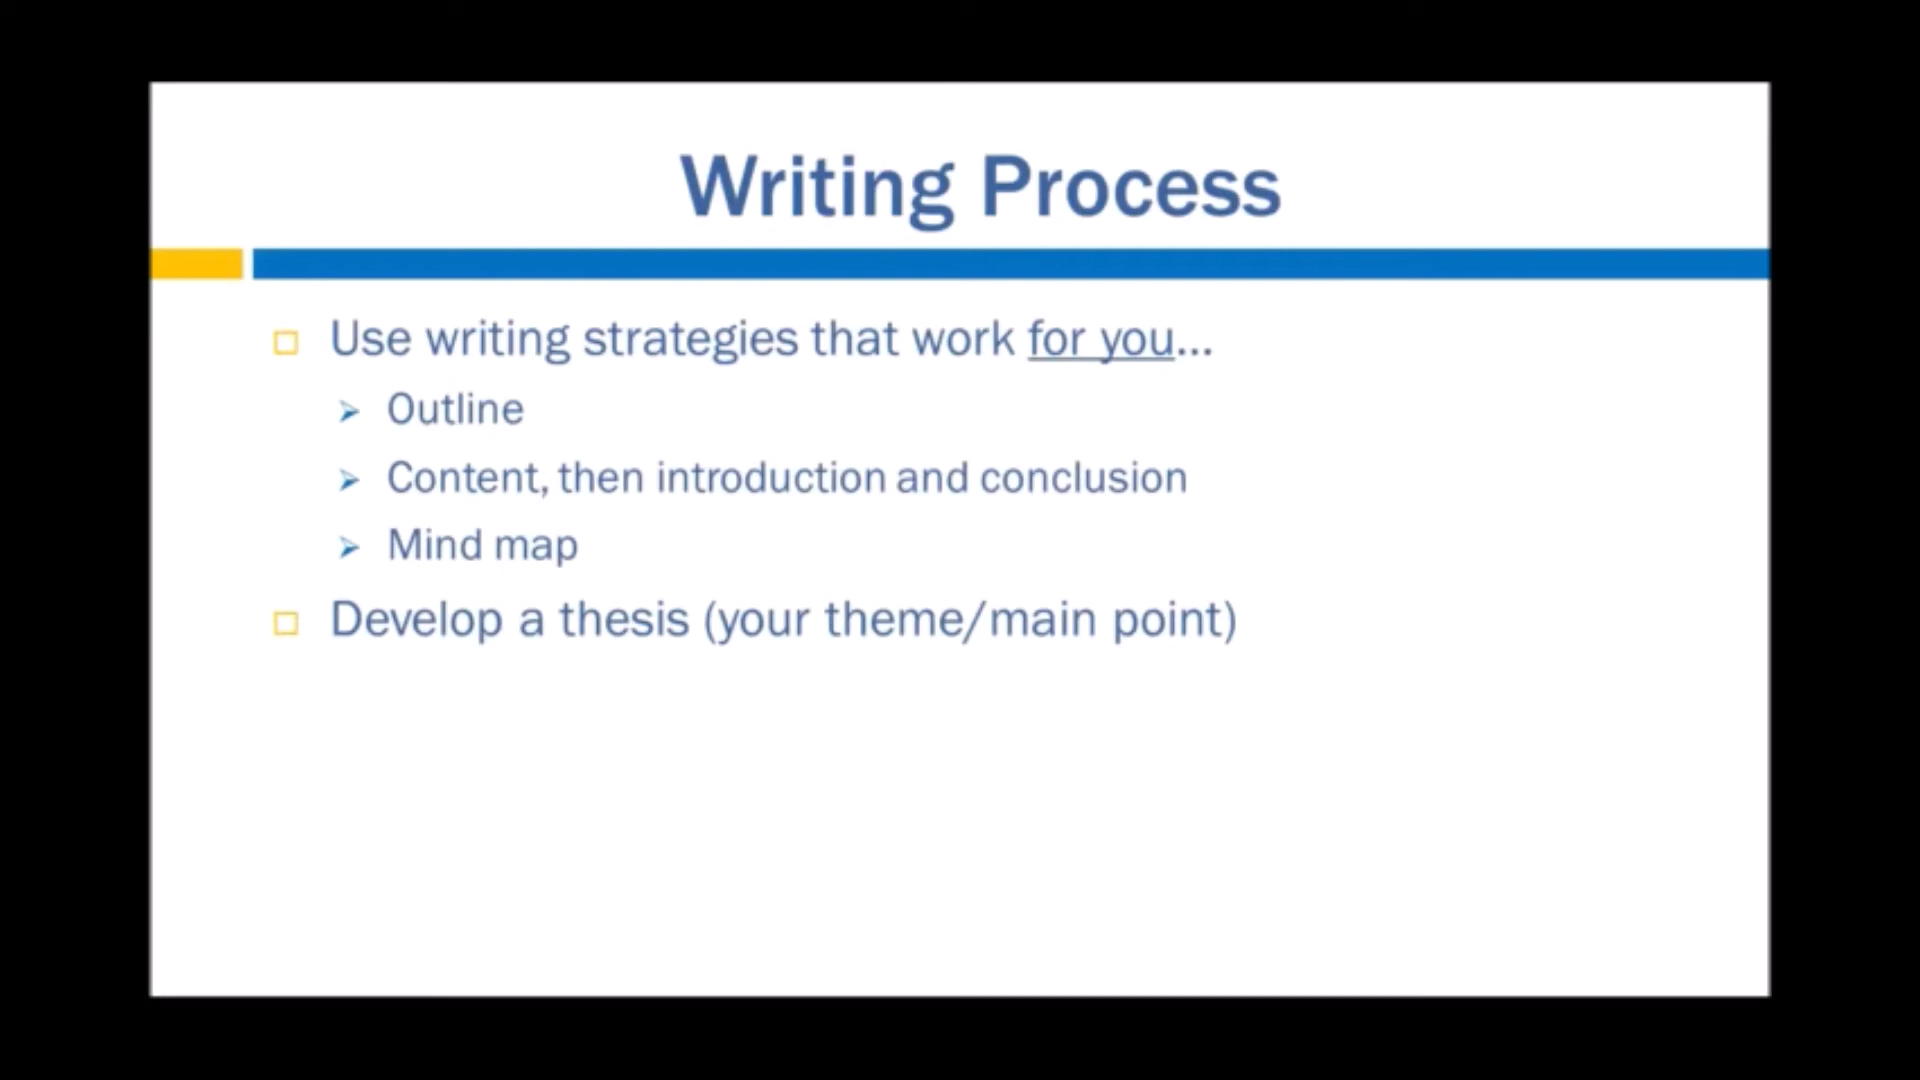 Writing Process
Use writing strategies that work for you...
Outline
Content, then introduction and conclusion
Mind map
Develop a thesis (your theme/main point)